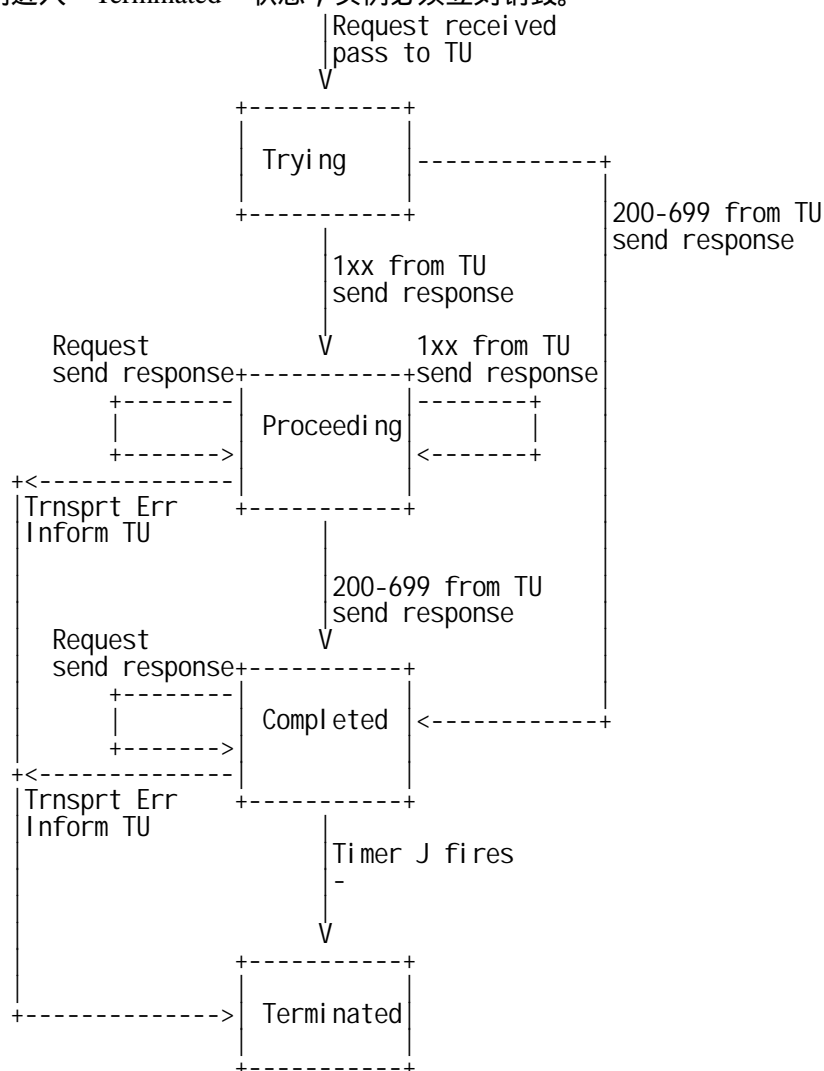 进入 Terminated 状态，实例必须立刻销毁。
Request received
pass to TU
Trying
200-699 from TU
send response
1xx from TU
send response
Request
send response
1xx from TU
send response
Proceeding
Trnsprt Err
Inform TU
200-699 from TU
send response
Request
send response
Completed
Trnsprt Err
Inform TU
Timer J fires
-
Terminated